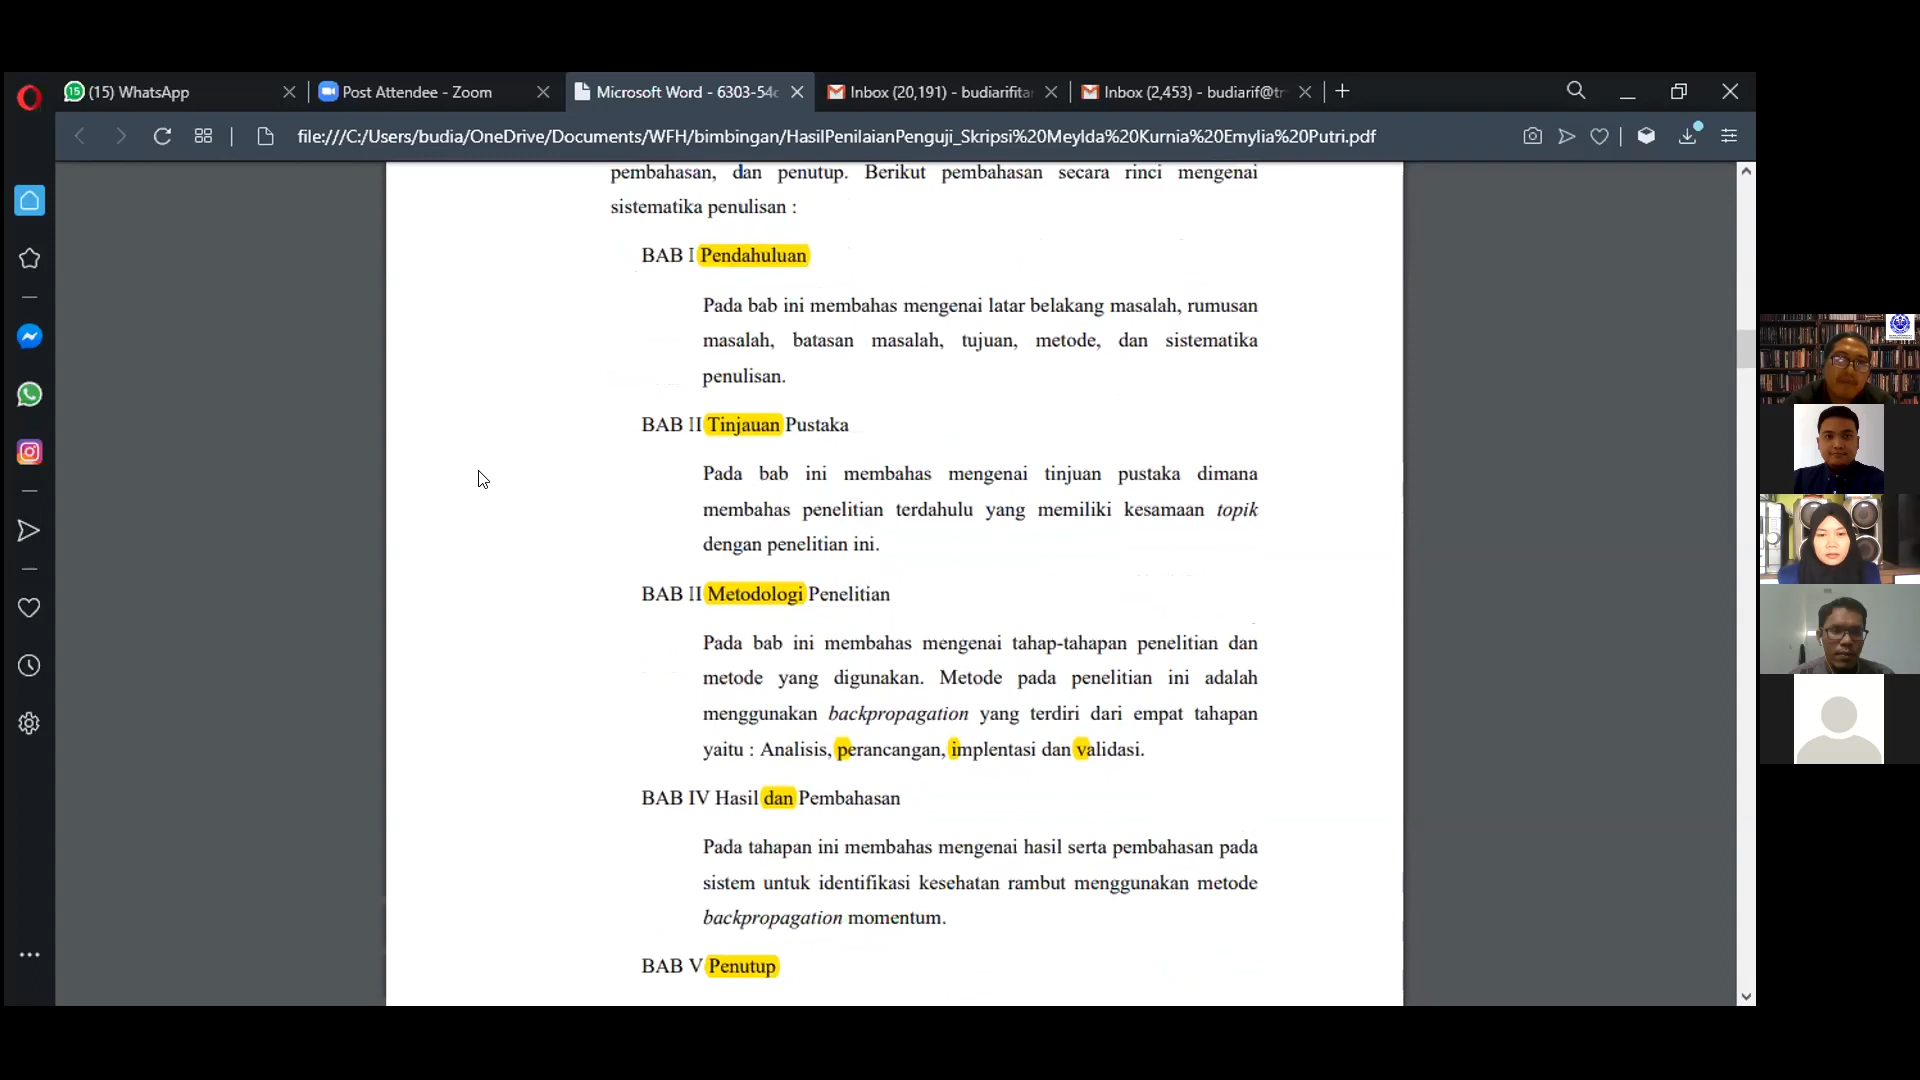 15 (15) WhatsApp
Post Attendee - Zoom
Microsoft Word - 6303-54
Inbox (20,191) - budiarifita
Inbox (2,453) - budiarif@tr
file:///C:/Users/budia/OneDrive/Documents/WFH/bimbingan/HasilPenilaianPenguji_Skripsi%20Meylda%20Kurnia%20Emylia%20Putri.pdf
pembahasan, dan penutup. Berikut pembahasan secara rinci mengenai
sistematika penulisan :
BAB I Pendahuluan
Pada bab ini membahas mengenai latar belakang masalah, rumusan
masalah, batasan masalah, tujuan, metode, dan sistematika
penulisan.
BAB II Tinjauan Pustaka
Pada bab ini membahas mengenai tinjuan pustaka dimana
membahas penelitian terdahulu yang memiliki kesamaan topik
dengan penelitian ini.
BAB II Metodologi Penelitian
Pada bab ini membahas mengenai tahap-tahapan penelitian dan
metode yang digunakan. Metode pada penelitian ini adalah
menggunakan backpropagation yang terdiri dari empat tahapan
yaitu : Analisis, perancangan, implentasi dan validasi.
BAB IV Hasil dan Pembahasan
Pada tahapan ini membahas mengenai hasil serta pembahasan pada
sistem untuk identifikasi kesehatan rambut menggunakan metode
backpropagation momentum.
BAB V Penutup